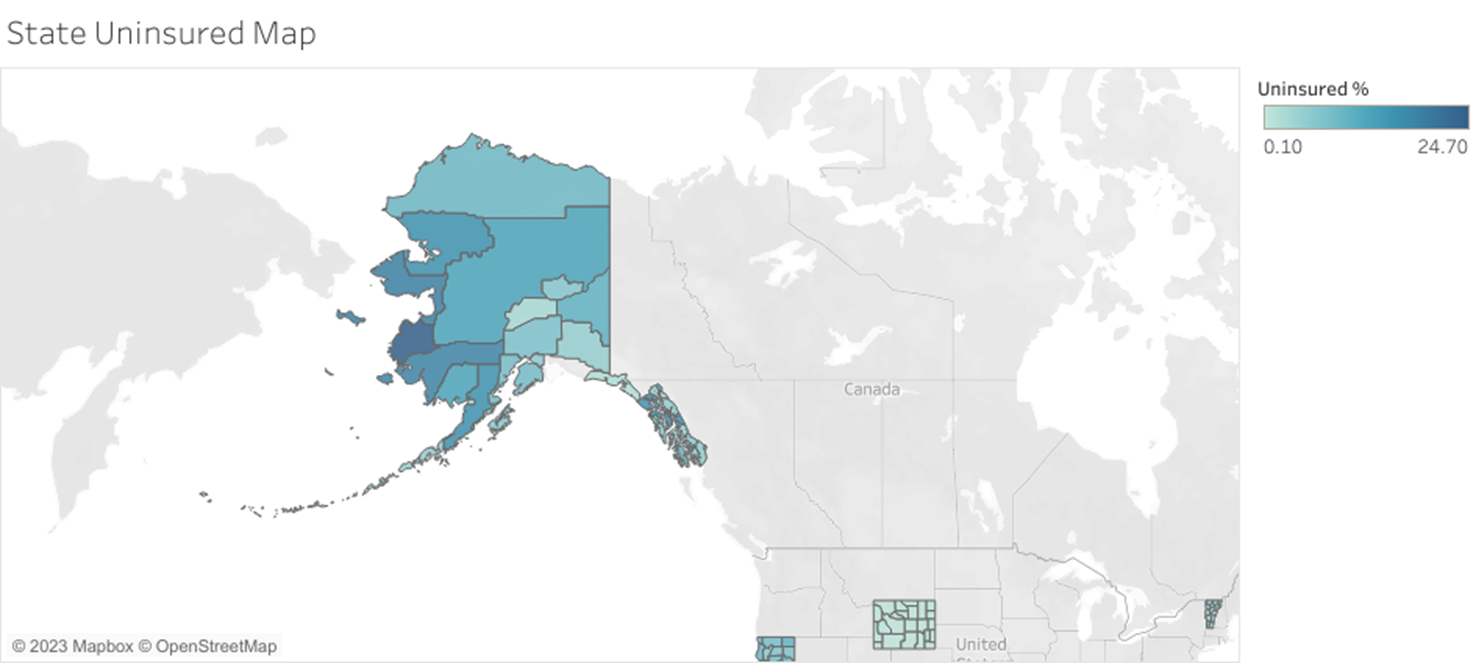 State Uninsured Map
Uninsured %
0.10 24.70
Canada
United
© 2023 Mapbox © OpenStreetMap